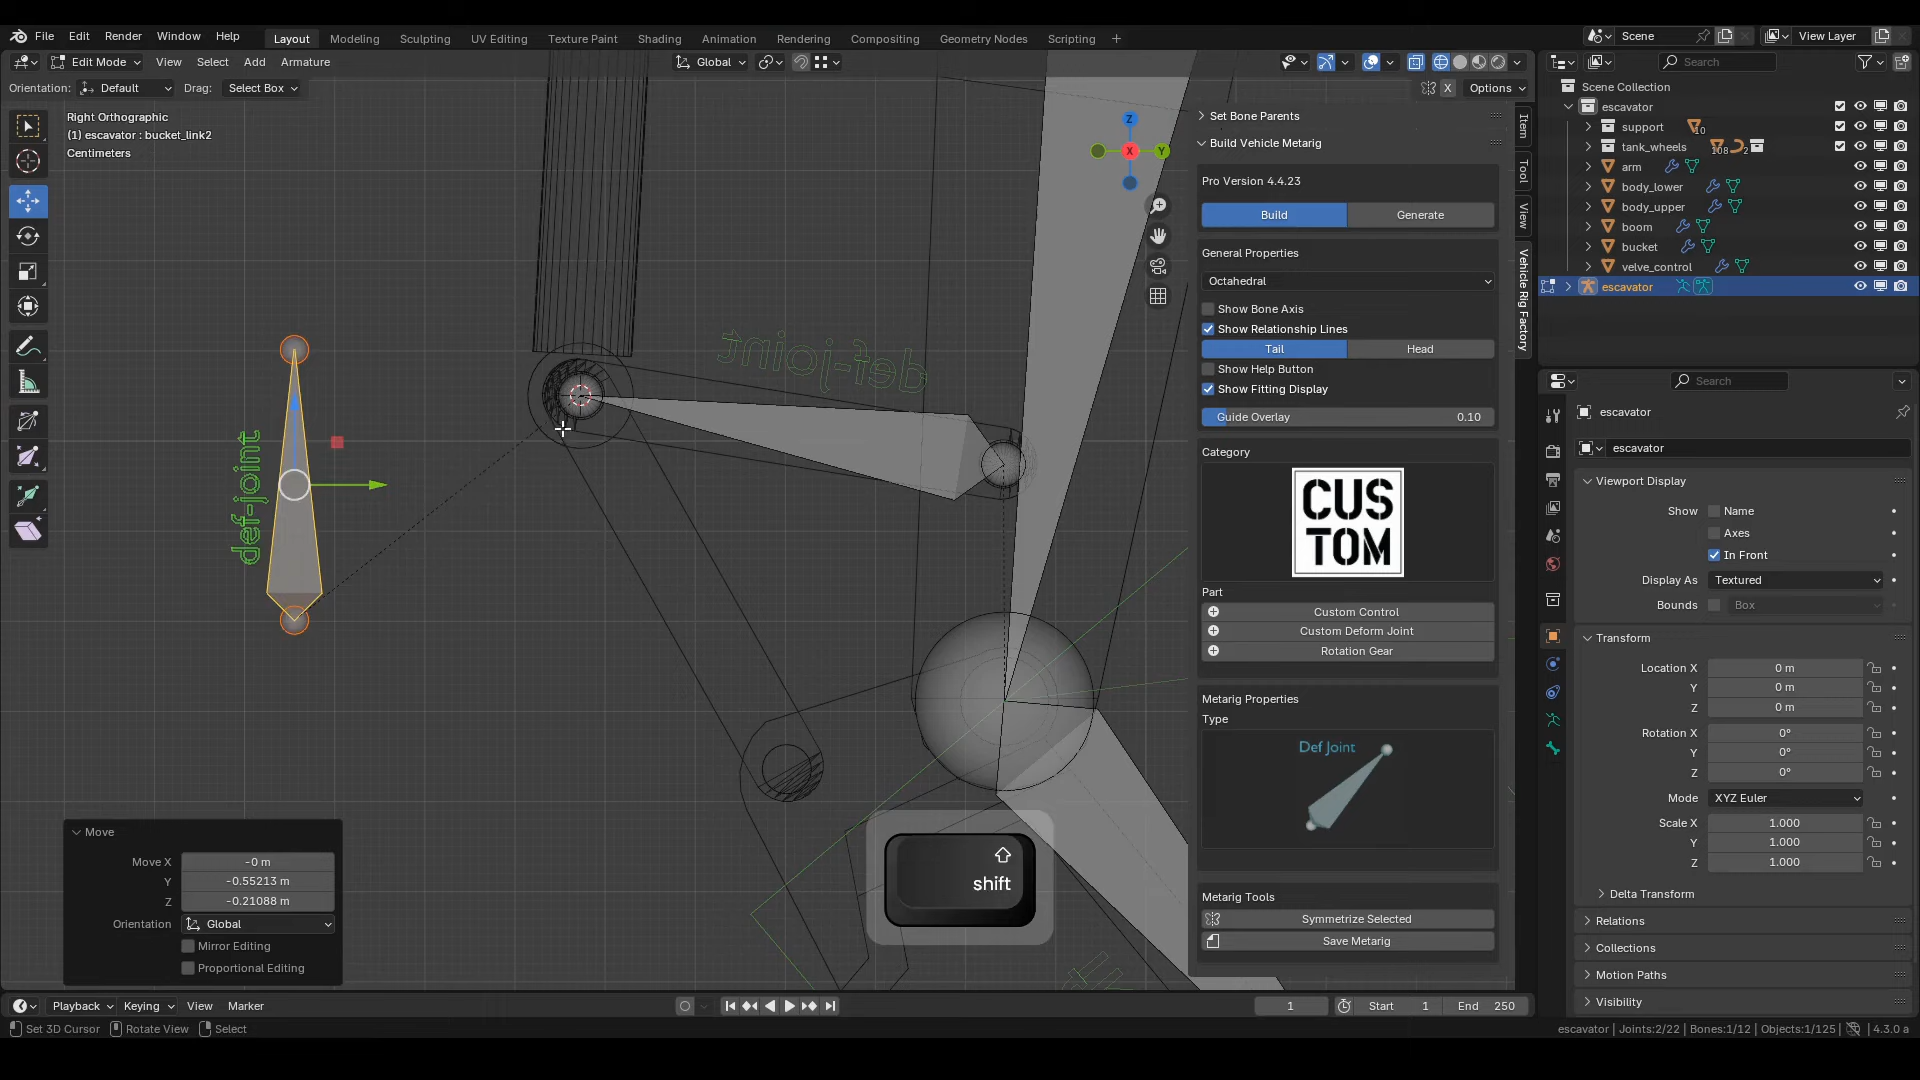 File Edit Render Window Help
Layout Modeling Sculpting UV Editing Texture Paint Shading Animation Rendering Compositing Geometry Nodes Scripting +
Scene
View Layer
Edit Mode View Select Add Armature
Global
Search
Orientation: Default Drag: Select Box
X Options
Right Orthographic
(1) escavator : bucket_link2
Centimeters
def-joint
def-joint
Z
X
Y
Item
Tool
View
Vehicle Rig Factory
Set Bone Parents
Build Vehicle Metarig
Pro Version 4.4.23
Build Generate
General Properties
Octahedral
Show Bone Axis
Show Relationship Lines
Tail Head
Show Help Button
Show Fitting Display
Guide Overlay 0.10
Category
CUS
TOM
Part
Custom Control
Custom Deform Joint
Rotation Gear
Metarig Properties
Type
Def Joint
Metarig Tools
Symmetrize Selected
Save Metarig
shift
Move
Move X -0 m
Y -0.55213 m
Z -0.21088 m
Orientation Global
Mirror Editing
Proportional Editing
Scene Collection
escavator
support 10
tank_wheels 108 2
arm
body_lower
body_upper
boom
bucket
velve_control
escavator
Search
escavator
escavator
Viewport Display
Show Name
Axes
In Front
Display As Textured
Bounds Box
Transform
Location X 0 m
Y 0 m
Z 0 m
Rotation X 0°
Y 0°
Z 0°
Mode XYZ Euler
Scale X 1.000
Y 1.000
Z 1.000
Delta Transform
Relations
Collections
Motion Paths
Visibility
Playback Keying View Marker
1 Start 1 End 250
Set 3D Cursor Rotate View Select
escavator | Joints:2/22 | Bones:1/12 | Objects:1/125 | 4.3.0 a